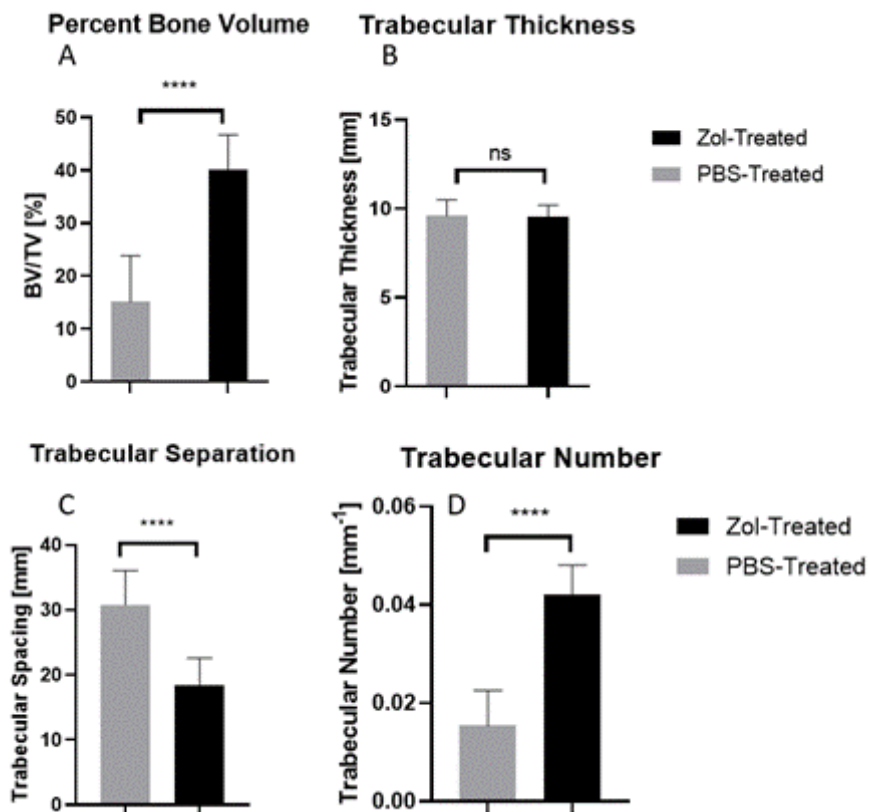 Percent Bone Volume
A
****
50
40
30
20
10
0
BV/TV [%]
Trabecular Thickness
B
ns
15
10
5
0
Trabecular Thickness [mm]
Zol-Treated
PBS-Treated
Trabecular Separation
C
****
40
30
20
10
0
Trabecular Spacing [mm]
Trabecular Number
D
****
0.06
0.04
0.02
0.00
Trabecular Number [mm-1]
Zol-Treated
PBS-Treated